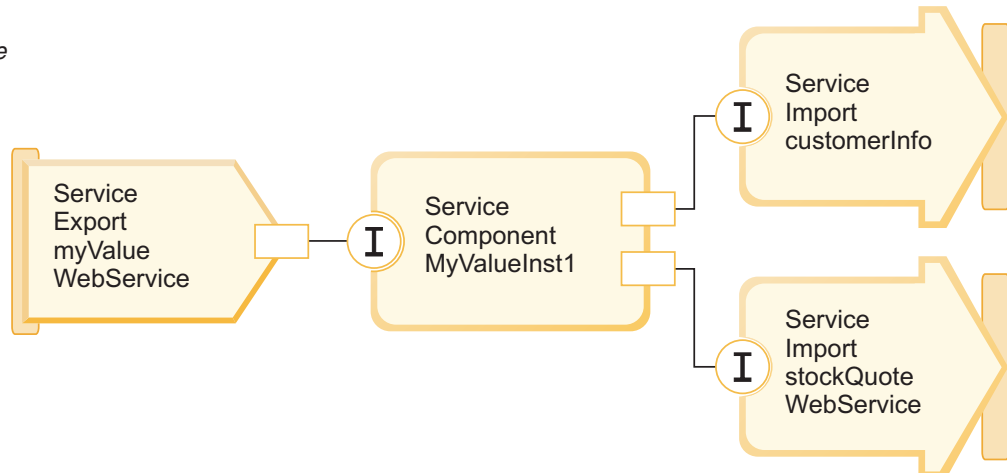 e
Service
Export
myValue
WebService
I
Service
Component
MyValueInst1
I
Service
Import
customerInfo
I
Service
Import
stockQuote
WebService